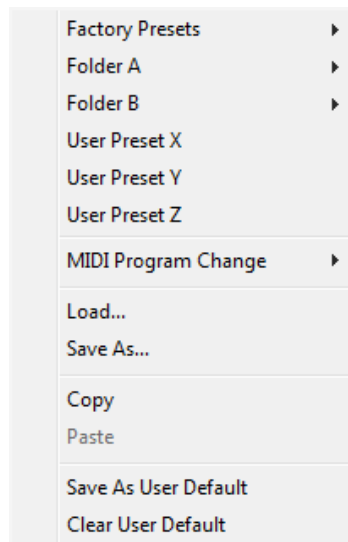 Factory Presets
Folder A
Folder B
User Preset X
User Preset Y
User Preset Z
MIDI Program Change
Load...
Save As...
Copy
Paste
Save As User Default
Clear User Default